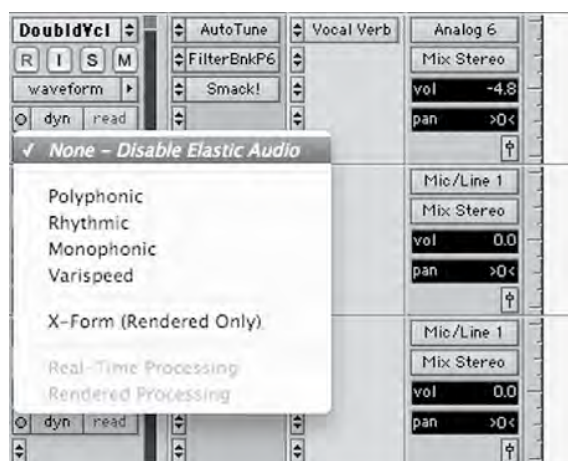 DoubldVcl AutoTune Vocal Verb Analog 6
R I S M FilterBnkP6 Mix Stereo
waveform Smack! vol -4.8
dyn read pan >0<
✓ None – Disable Elastic Audio
Polyphonic
Rhythmic
Monophonic
Varispeed
X-Form (Rendered Only)
Real-Time Processing
Rendered Processing
Mic/Line 1
Mix Stereo
vol 0.0
pan >0<
Mic/Line 1
Mix Stereo
vol 0.0
dyn read pan >0<